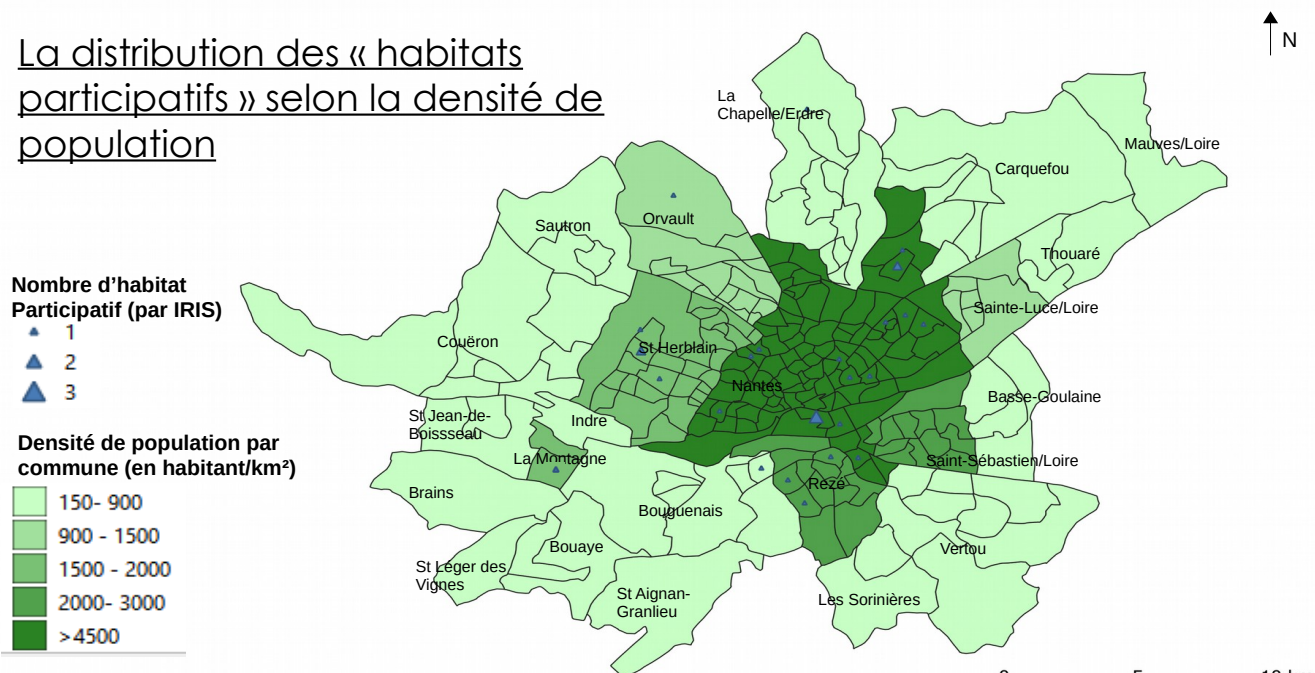 La distribution des « habitats
participatifs » selon la densité de
population
N
Nombre d’habitat
Participatif (par IRIS)
1
2
3
Densité de population par
commune (en habitant/km²)
150- 900
900 - 1500
1500 - 2000
2000- 3000
>4500
La
Chapelle/Erdre
Mauves/Loire
Carquefou
Orvault
Sautron
Thouaré
Sainte-Luce/Loire
Couëron
St Herblain
Nantes
Basse-Goulaine
St Jean-de-
Boissseau
Indre
La Montagne
Saint-Sébastien/Loire
Rezé
Brains
Bouguenais
Bouaye
Vertou
St Léger des
Vignes
St Aignan-
Granlieu
Les Sorinières